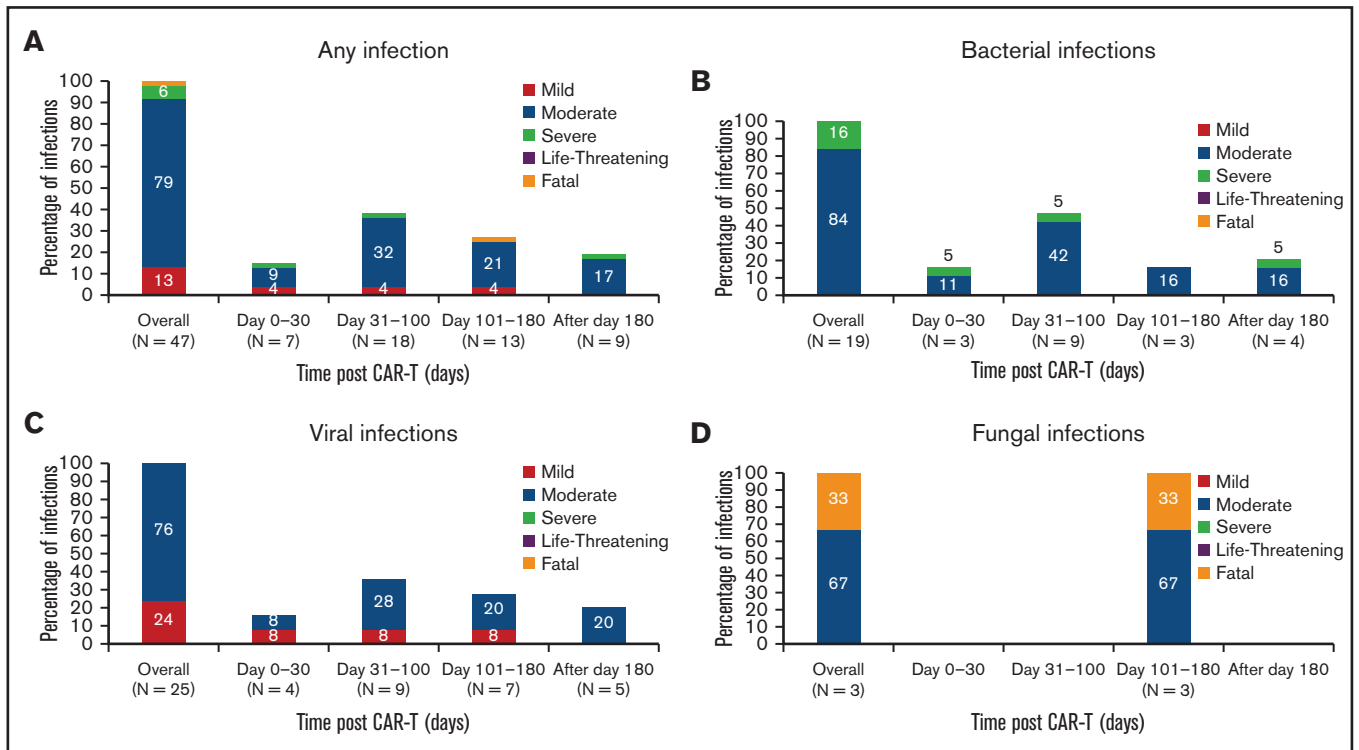 A
Any infection
Percentage of infections
100
90
80
70
60
50
40
30
20
10
0
6
79
13
9
4
32
4
21
4
17
Mild
Moderate
Severe
Life-Threatening
Fatal
Overall Day 0–30 Day 31–100 Day 101–180 After day 180
(N = 47) (N = 7) (N = 18) (N = 13) (N = 9)
Time post CAR-T (days)
B
Bacterial infections
Percentage of infections
100
90
80
70
60
50
40
30
20
10
0
16
84
5
11
5
42
16
5
16
Mild
Moderate
Severe
Life-Threatening
Fatal
Overall Day 0–30 Day 31–100 Day 101–180 After day 180
(N = 19) (N = 3) (N = 9) (N = 3) (N = 4)
Time post CAR-T (days)
C
Viral infections
Percentage of infections
100
90
80
70
60
50
40
30
20
10
0
76
24
8
8
28
8
20
8
20
Mild
Moderate
Severe
Life-Threatening
Fatal
Overall Day 0–30 Day 31–100 Day 101–180 After day 180
(N = 25) (N = 4) (N = 9) (N = 7) (N = 5)
Time post CAR-T (days)
D
Fungal infections
Percentage of infections
100
90
80
70
60
50
40
30
20
10
0
33
67
33
67
Mild
Moderate
Severe
Life-Threatening
Fatal
Overall Day 0–30 Day 31–100 Day 101–180 After day 180
(N = 3) (N = 3)
Time post CAR-T (days)